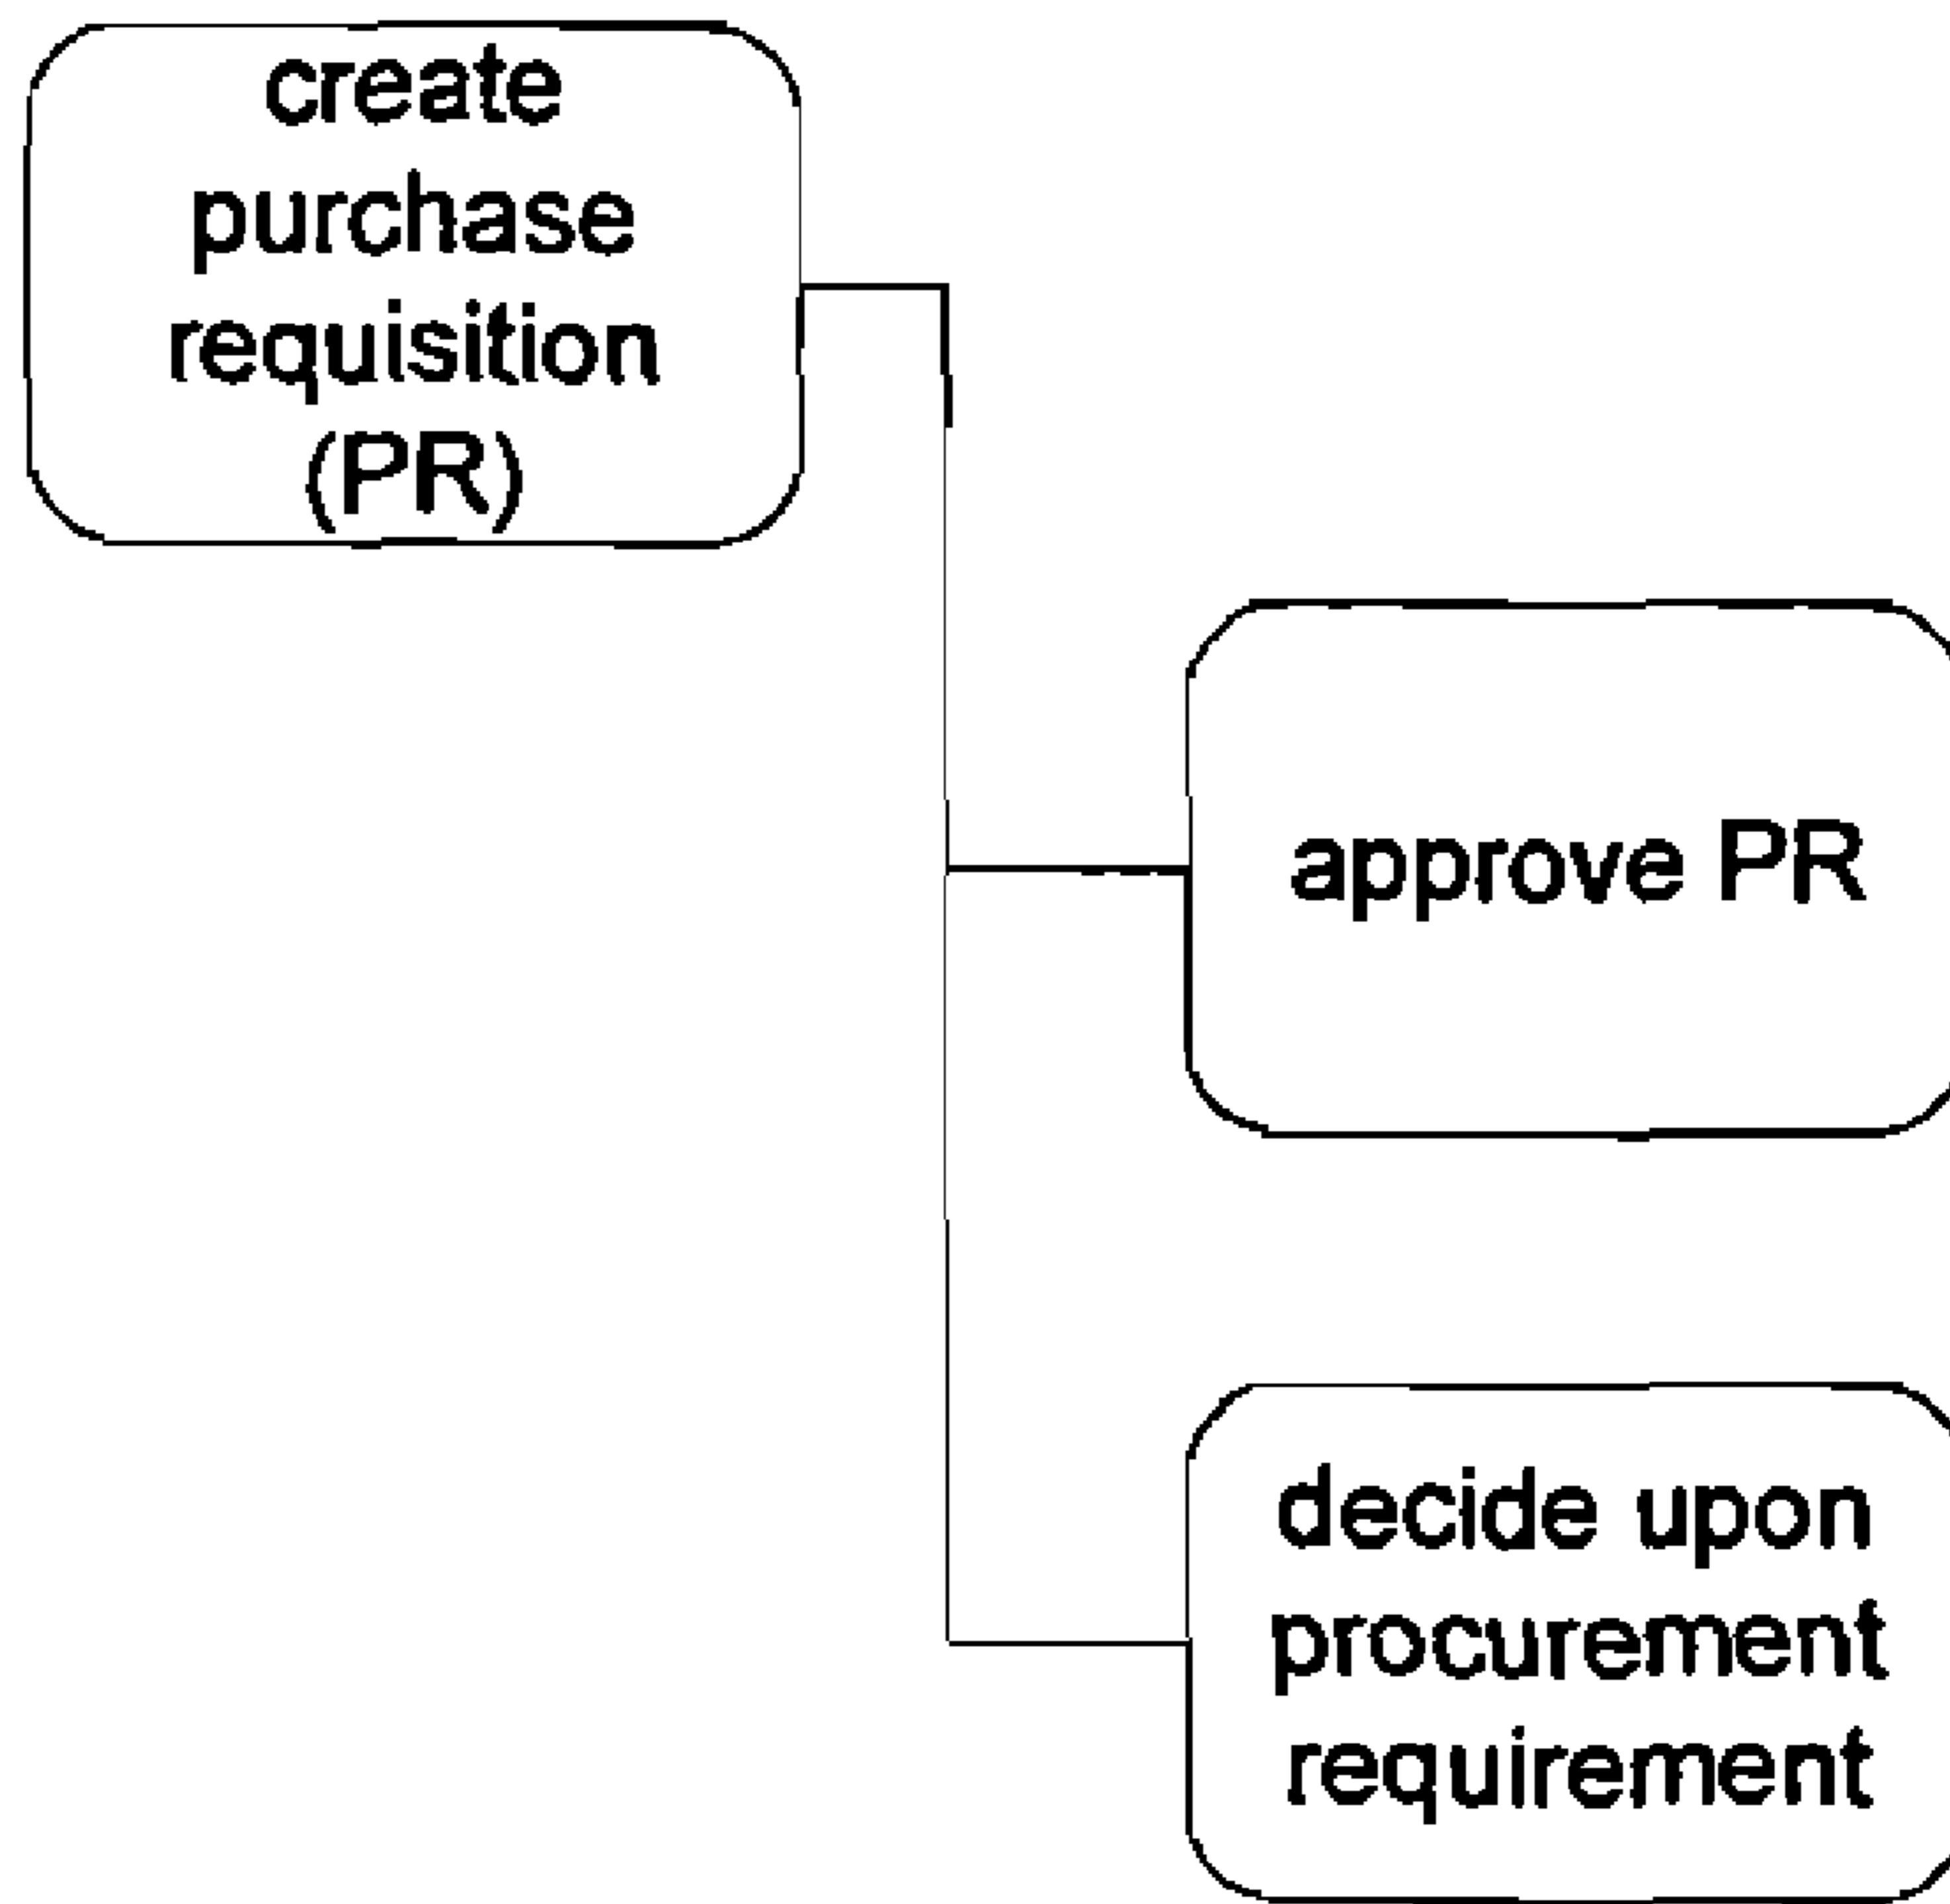 create
purchase
requisition
(PR)
approve PR
decide upon
procurement
requirement